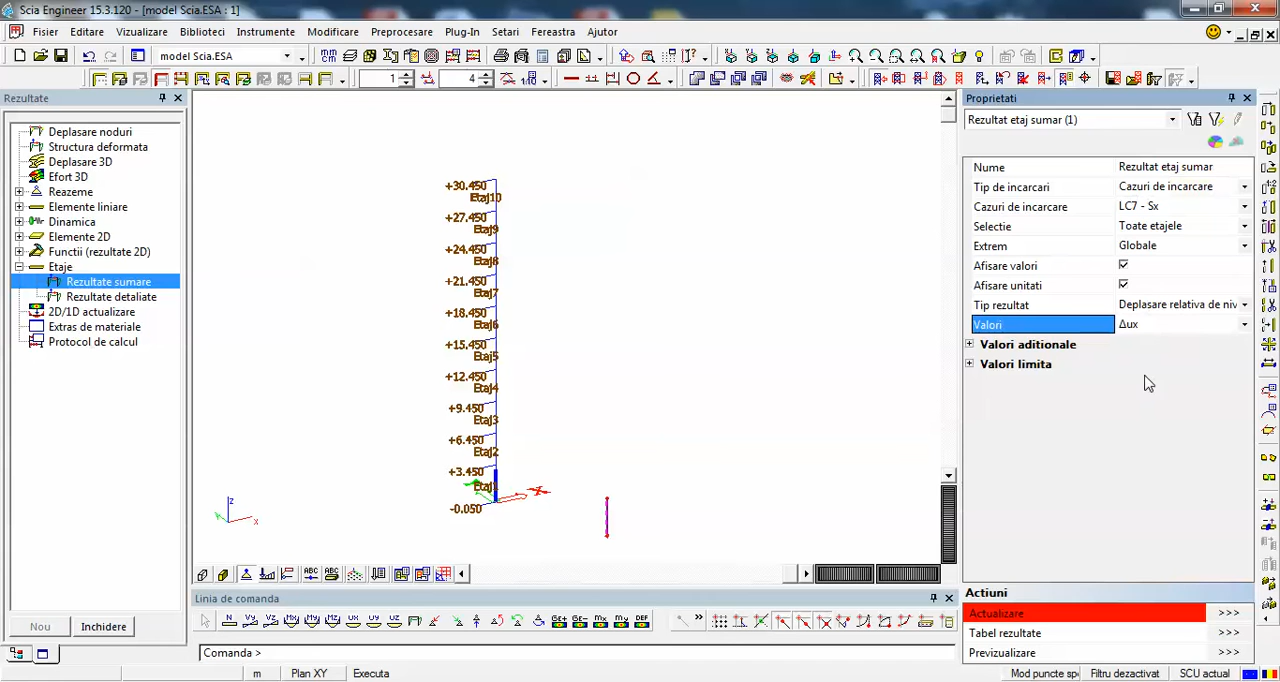 Scia Engineer 15.3.120 - [model Scia.ESA : 1]
Fisier Editare Vizualizare Biblioteci Instrumente Modificare Preprocesare Plug-In Setari Fereastra Ajutor
model Scia.ESA
1 4
Rezultate
Deplasare noduri
Structura deformata
Deplasare 3D
Efort 3D
Reazeme
Elemente liniare
Dinamica
Elemente 2D
Functii (rezultate 2D)
Etaje
Rezultate sumare
Rezultate detaliate
2D/1D actualizare
Extras de materiale
Protocol de calcul
Nou Inchidere
+30.450
Etaj10
+27.450
Etaj9
+24.450
Etaj8
+21.450
Etaj7
+18.450
Etaj6
+15.450
Etaj5
+12.450
Etaj4
+9.450
Etaj3
+6.450
Etaj2
+3.450
Etaj1
-0.050
X
z
x
Proprietati
Rezultat etaj sumar (1)
Nume Rezultat etaj sumar
Tip de incarcari Cazuri de incarcare
Cazuri de incarcare LC7 - Sx
Selectie Toate etajele
Extrem Globale
Afisare valori
Afisare unitati
Tip rezultat Deplasare relativa de niv
Valori Δux
Valori aditionale
Valori limita
Actiuni
Actualizare >>>
Tabel rezultate >>>
Previzualizare >>>
Linia de comanda
Comanda >
m Plan XY Executa Mod puncte spe Filtru dezactivat SCU actual